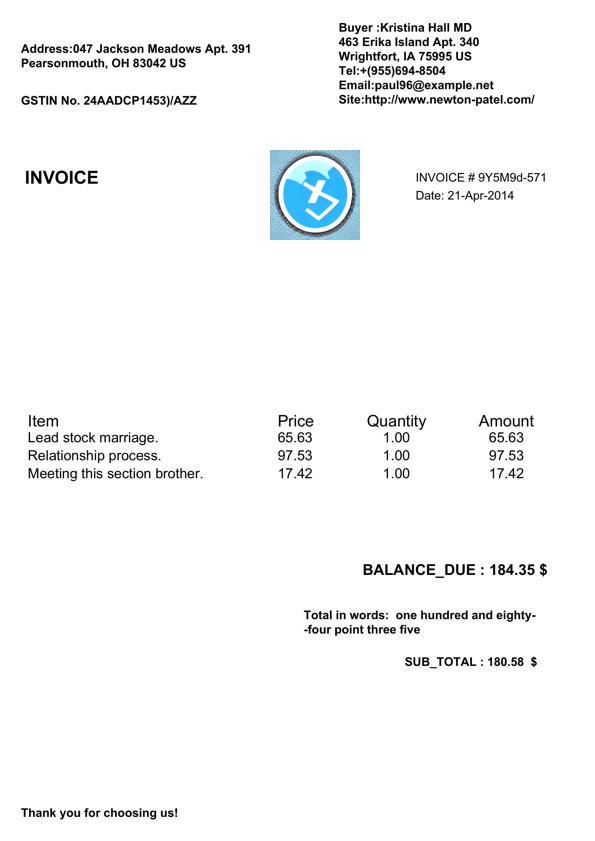 Address:047 Jackson Meadows Apt. 391
Pearsonmouth, OH 83042 US
GSTIN No. 24AADCP1453)/AZZ
Buyer :Kristina Hall MD
463 Erika Island Apt. 340
Wrightfort, IA 75995 US
Tel:+(955)694-8504
Email:paul96@example.net
Site:http://www.newton-patel.com/
INVOICE
INVOICE # 9Y5M9d-571
Date: 21-Apr-2014
Item Price Quantity Amount
Lead stock marriage. 65.63 1.00 65.63
Relationship process. 97.53 1.00 97.53
Meeting this section brother. 17.42 1.00 17.42
BALANCE_DUE : 184.35 $
Total in words:  one hundred and eighty-
-four point three five
SUB_TOTAL : 180.58  $
Thank you for choosing us!